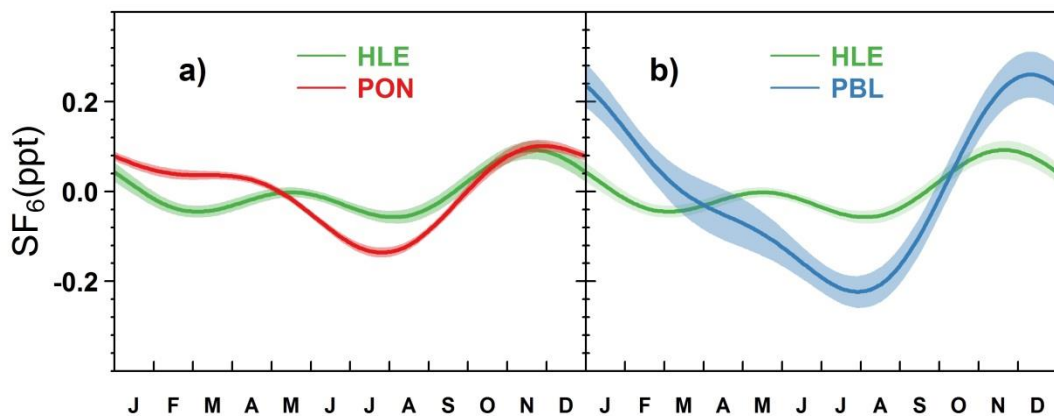 a)
HLE
PON
b)
HLE
PBL
SF6(ppt)
0.2
0.0
-0.2
J F M A M J J A S O N D
J F M A M J J A S O N D